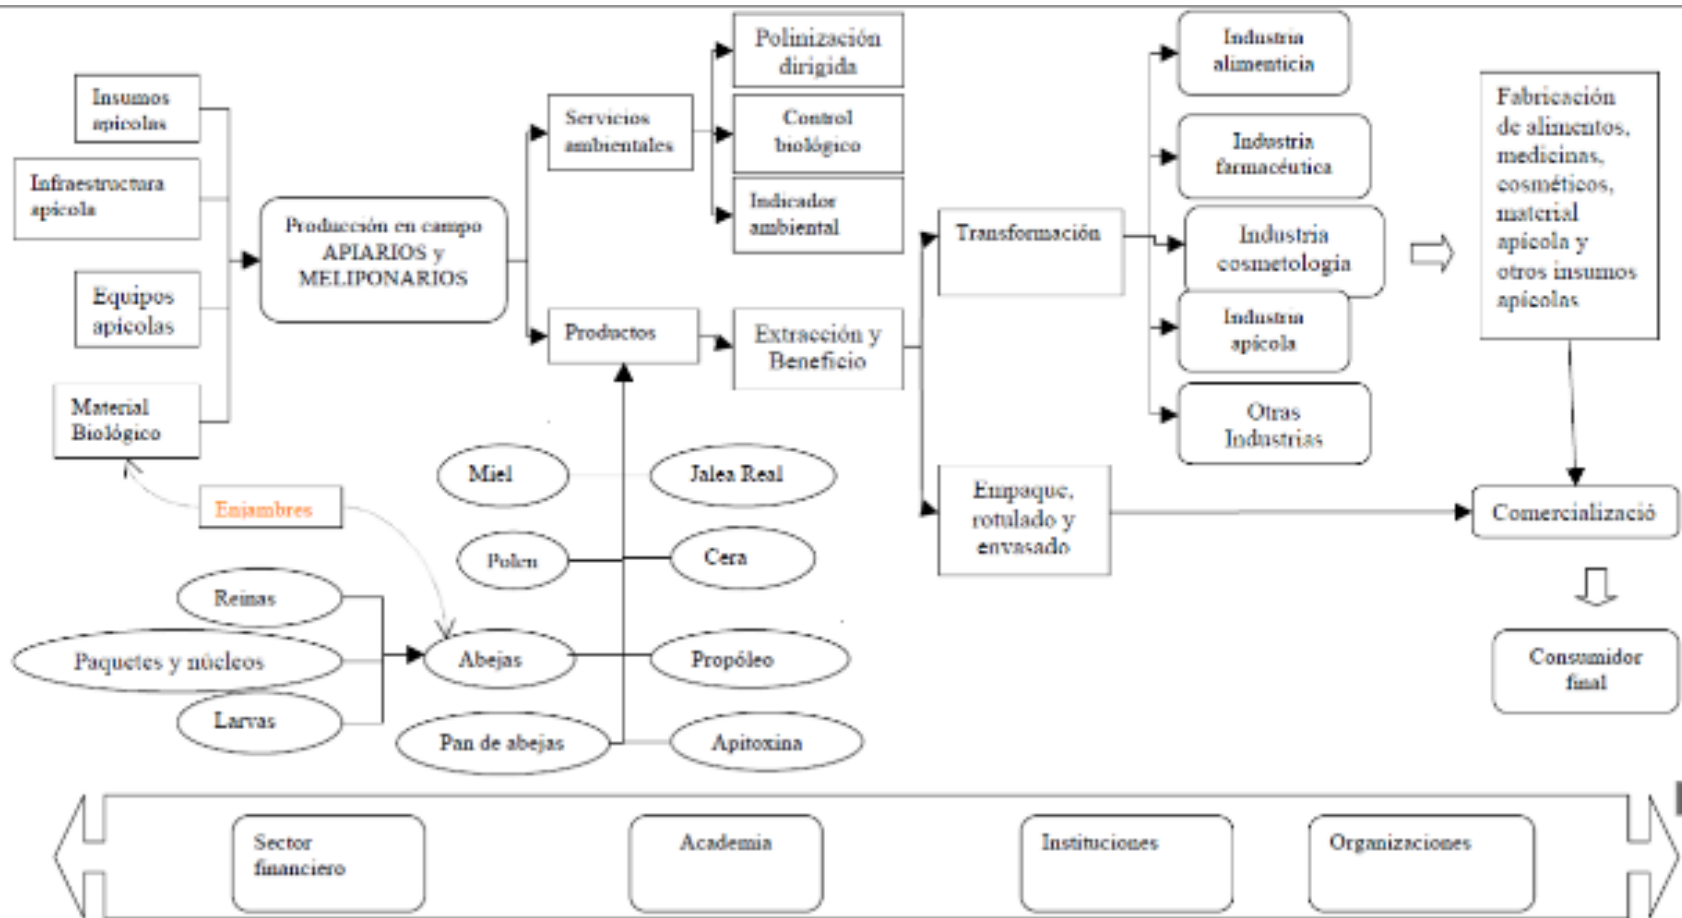 Insumos
apícolas
Infraestructura
apícola
Equipos
apícolas
Material
Biológico
Enjambres
Producción en campo
APIARIOS y
MELIPONARIOS
Servicios
ambientales
Productos
Polinización
dirigida
Control
biológico
Indicador
ambiental
Extracción y
Beneficio
Miel
Jalea Real
Polen
Cera
Reinas
Paquetes y núcleos
Larvas
Abejas
Propóleo
Pan de abejas
Apitoxina
Transformación
Empaque,
rotulado y
envasado
Industria
alimenticia
Industria
farmacéutica
Industria
cosmetología
Industria
apícola
Otras
Industrias
Fabricación
de alimentos,
medicinas,
cosméticos,
material
apícola y
otros insumos
apícolas
Comercializació
Consumidor
final
Sector
financiero
Academia
Instituciones
Organizaciones